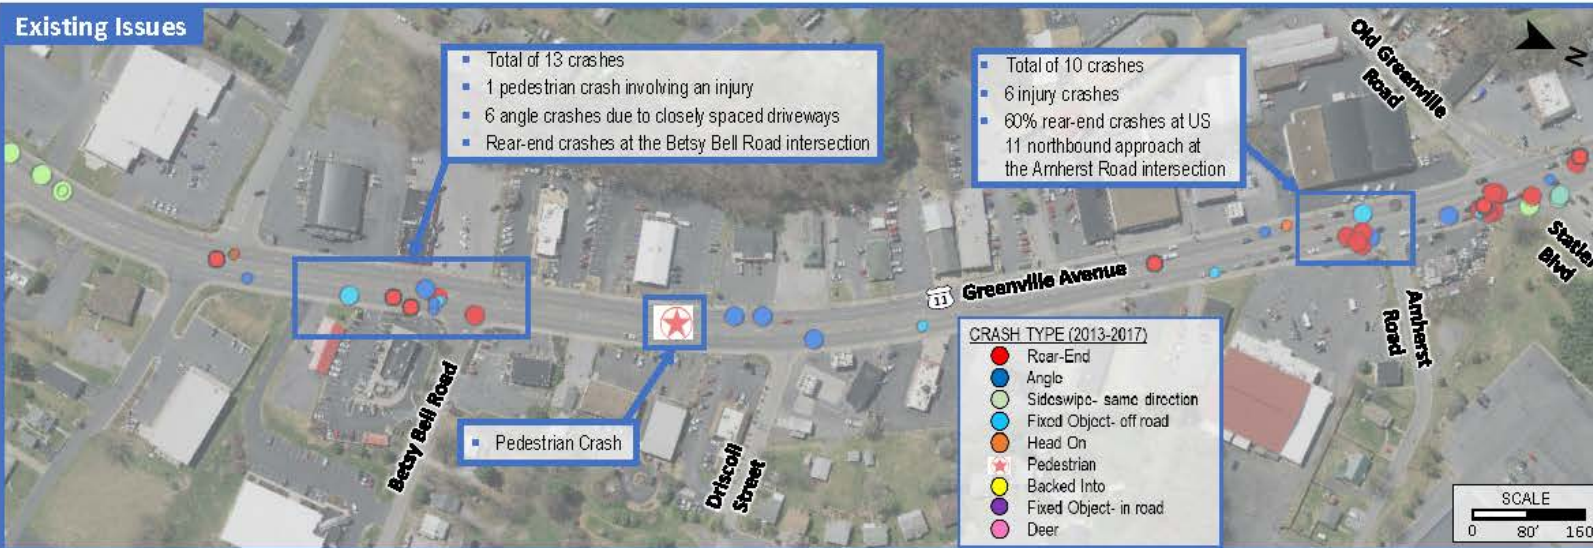 Existing Issues
▪ Total of 13 crashes
▪ 1 pedestrian crash involving an injury
▪ 6 angle crashes due to closely spaced driveways
▪ Rear-end crashes at the Betsy Bell Road intersection
▪ Total of 10 crashes
▪ 6 injury crashes
▪ 60% rear-end crashes at US
11 northbound approach at
the Amherst Road intersection
Old Greenville
Road
N
Statler
Blvd
11
Greenville Avenue
Amherst
Road
Betsy Bell Road
▪ Pedestrian Crash
Driscoll
Street
CRASH TYPE (2013-2017)
Rear-End
Angle
Sideswipe- same direction
Fixed Object- off road
Head On
Pedestrian
Backed Into
Fixed Object- in road
Deer
SCALE
0 80' 160